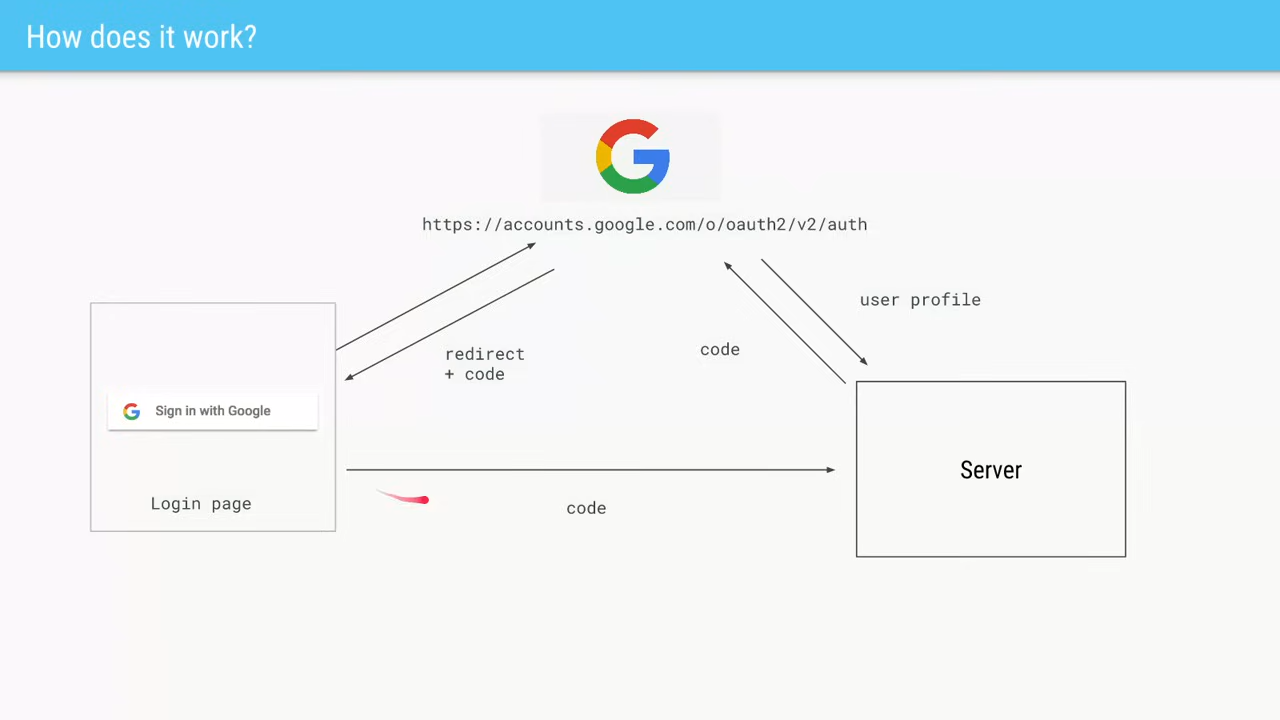 How does it work?
https://accounts.google.com/o/oauth2/v2/auth
user profile
redirect
+ code
code
Sign in with Google
Login page
code
Server